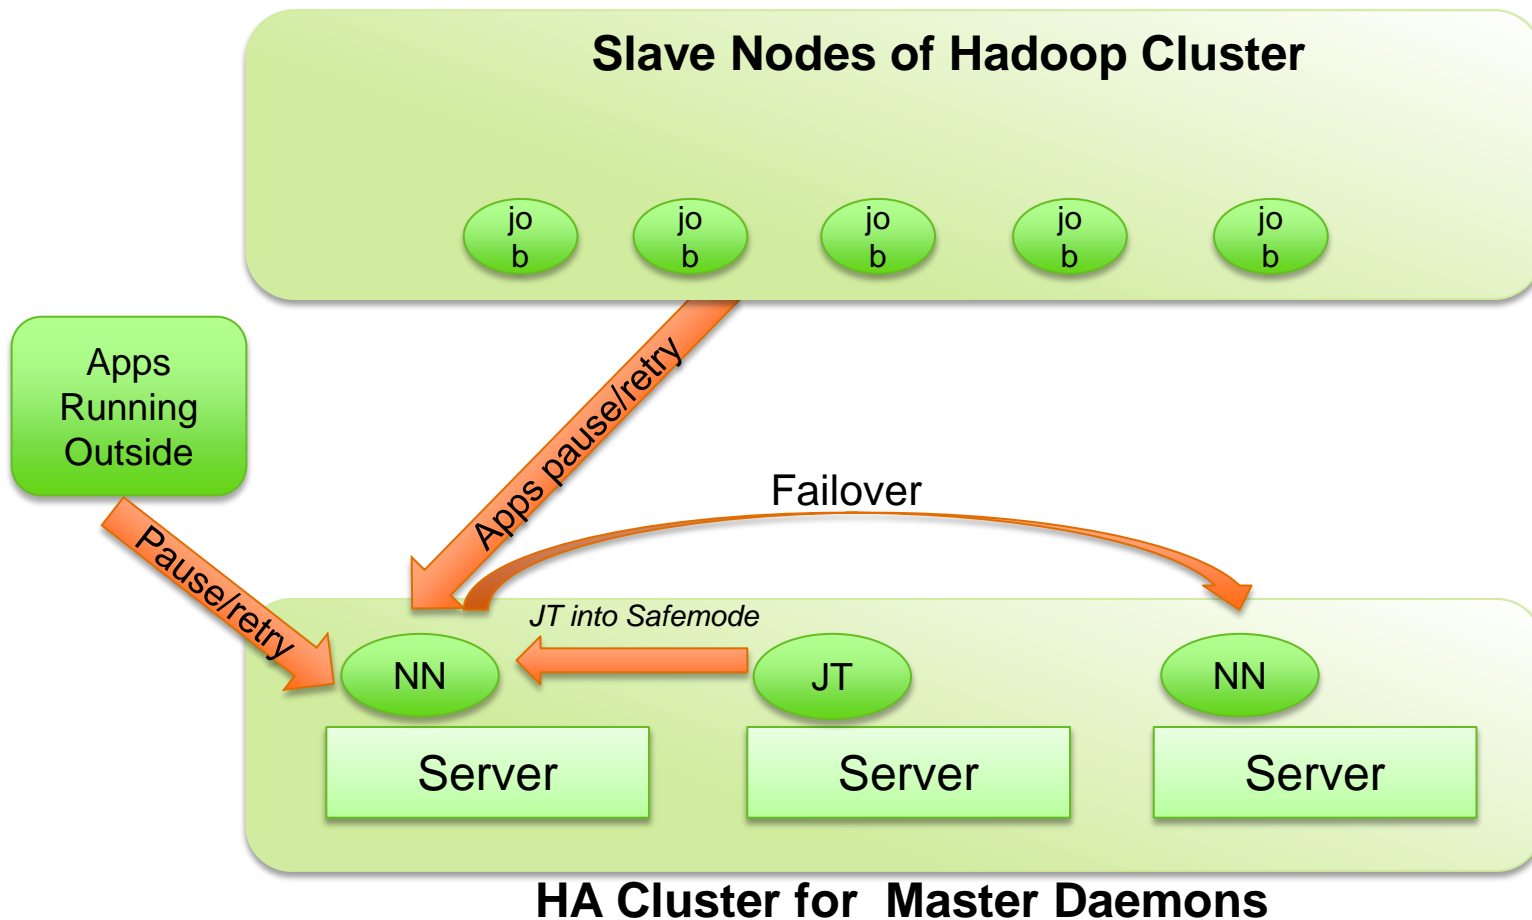 Slave Nodes of Hadoop Cluster
jo
b
jo
b
jo
b
jo
b
jo
b
Apps
Running
Outside
Apps pause/retry
Pause/retry
Failover
JT into Safemode
NN
JT
NN
Server
Server
Server
HA Cluster for  Master Daemons